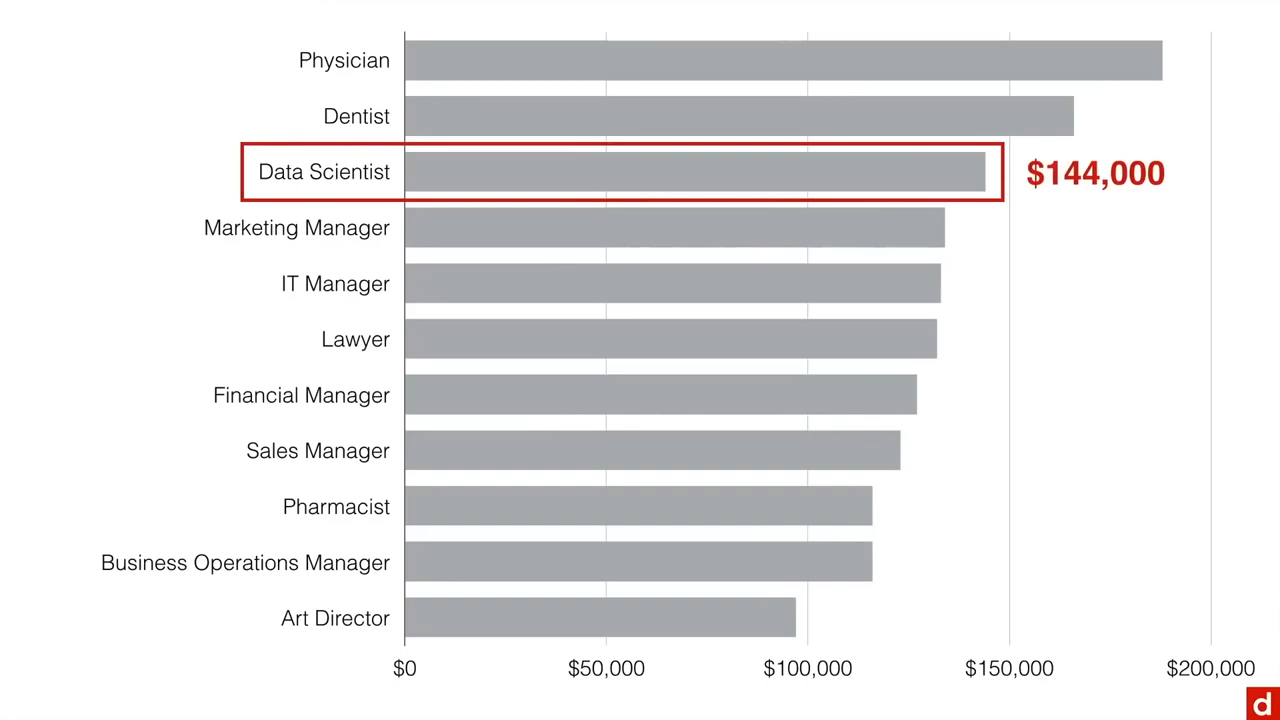 Physician
Dentist
Data Scientist
$144,000
Marketing Manager
IT Manager
Lawyer
Financial Manager
Sales Manager
Pharmacist
Business Operations Manager
Art Director
$0 $50,000 $100,000 $150,000 $200,000
d